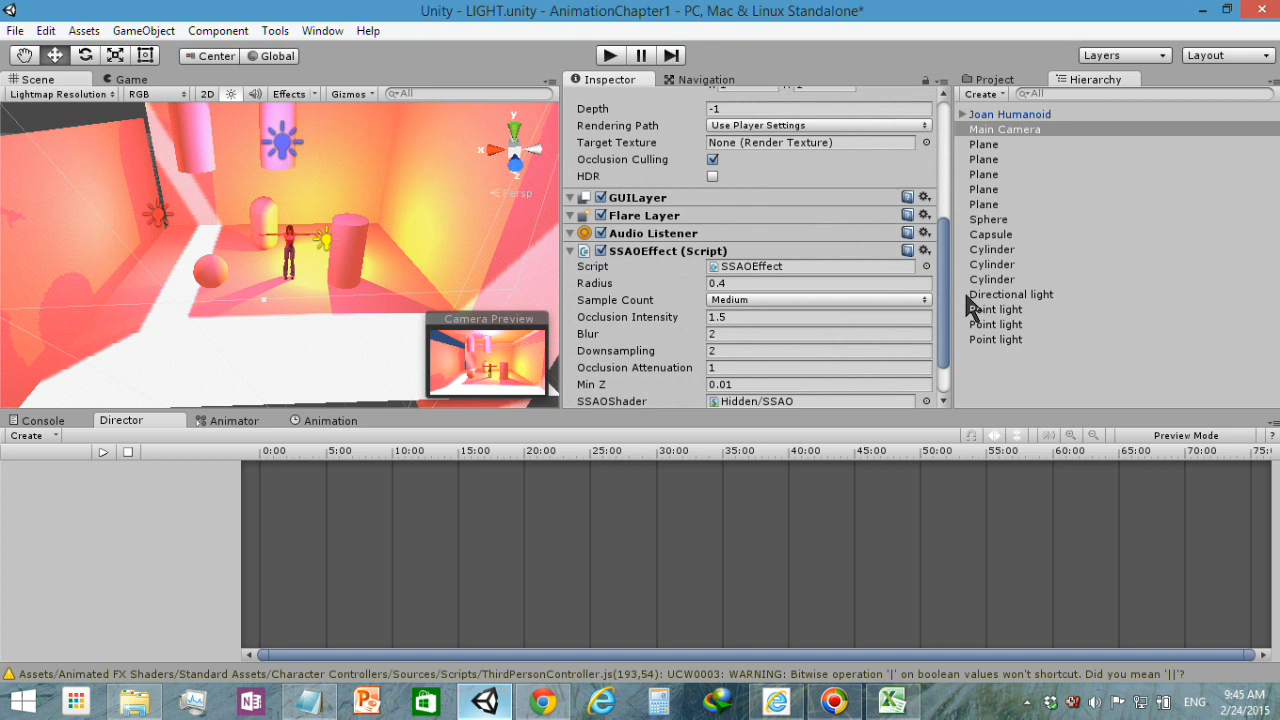 Unity - LIGHT.unity - AnimationChapter1 - PC, Mac & Linux Standalone*
File Edit Assets GameObject Component Tools Window Help
Center Global Layers Layout
Scene Game
Lightmap Resolution RGB 2D Effects Gizmos All
y
x
z
Persp
Camera Preview
Inspector Navigation
Depth -1
Rendering Path Use Player Settings
Target Texture None (Render Texture)
Occlusion Culling
HDR
GUILayer
Flare Layer
Audio Listener
SSAOEffect (Script)
Script SSAOEffect
Radius 0.4
Sample Count Medium
Occlusion Intensity 1.5
Blur 2
Downsampling 2
Occlusion Attenuation 1
Min Z 0.01
SSAOShader Hidden/SSAO
Project Hierarchy
Create All
Joan Humanoid
Main Camera
Plane
Plane
Plane
Plane
Plane
Sphere
Capsule
Cylinder
Cylinder
Cylinder
Directional light
Point light
Point light
Point light
Console Director Animator Animation
Create Preview Mode ?
0:00 5:00 10:00 15:00 20:00 25:00 30:00 35:00 40:00 45:00 50:00 55:00 60:00 65:00 70:00 75:
Assets/Animated FX Shaders/Standard Assets/Character Controllers/Sources/Scripts/ThirdPersonController.js(193,54): UCW0003: WARNING: Bitwise operation '|' on boolean values won't shortcut. Did you mean '||'?
ENG 9:45 AM
2/24/2015